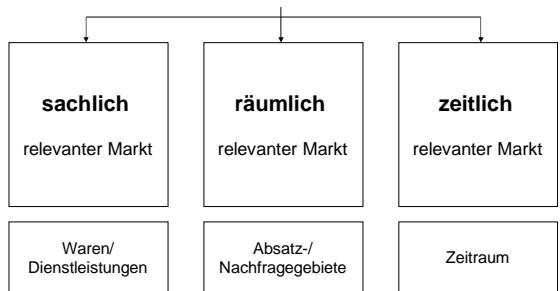 sachlich
relevanter Markt
räumlich
relevanter Markt
zeitlich
relevanter Markt
Waren/
Dienstleistungen
Absatz-/
Nachfragegebiete
Zeitraum